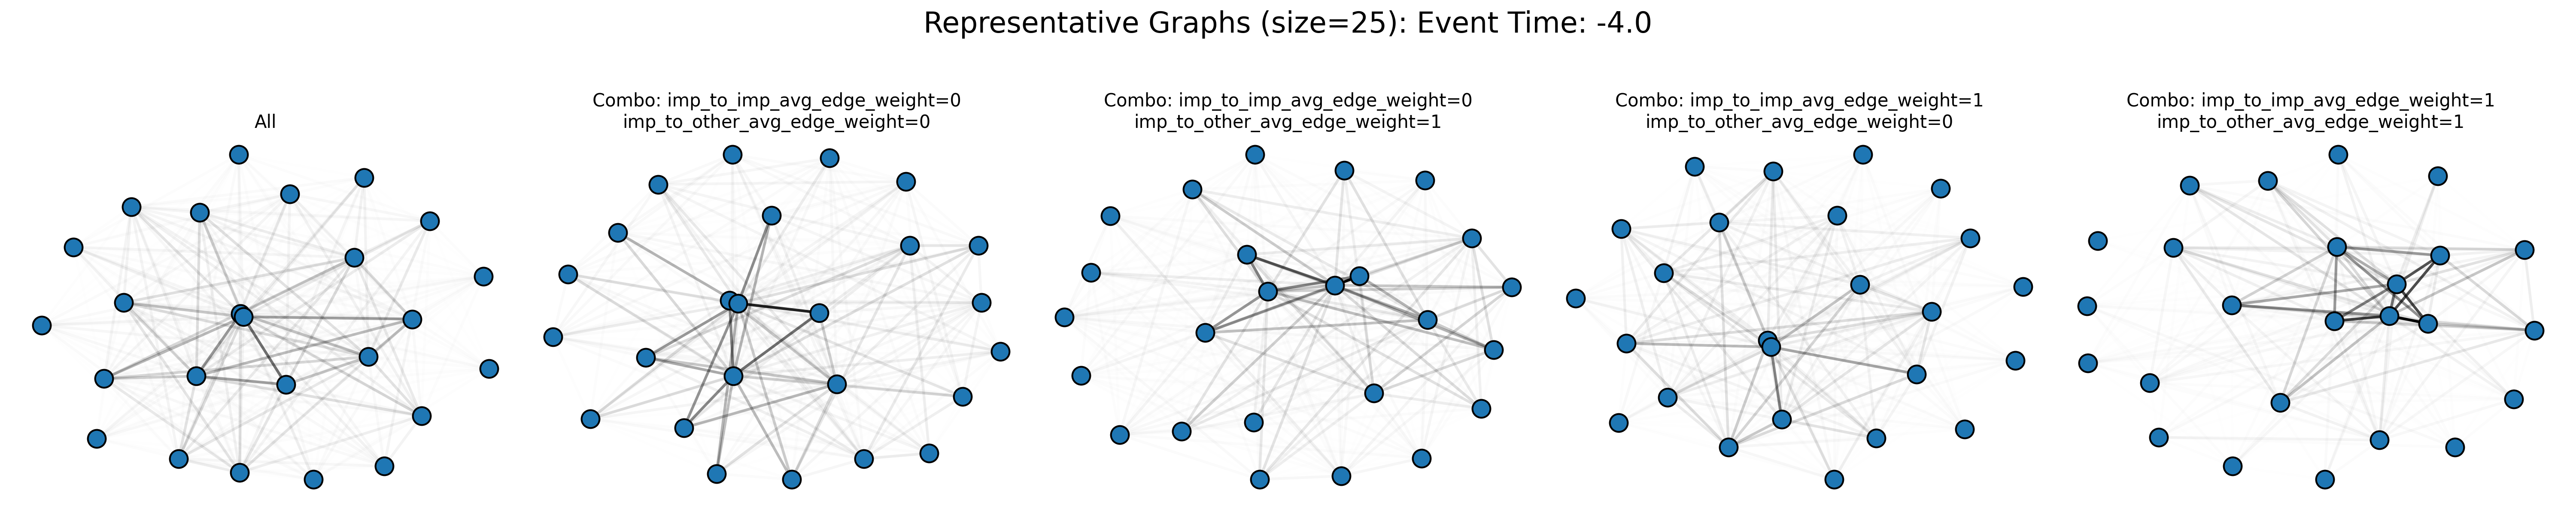 Representative Graphs (size=25): Event Time: -4.0
All
Combo: imp_to_imp_avg_edge_weight=0
imp_to_other_avg_edge_weight=0
Combo: imp_to_imp_avg_edge_weight=0
imp_to_other_avg_edge_weight=1
Combo: imp_to_imp_avg_edge_weight=1
imp_to_other_avg_edge_weight=0
Combo: imp_to_imp_avg_edge_weight=1
imp_to_other_avg_edge_weight=1